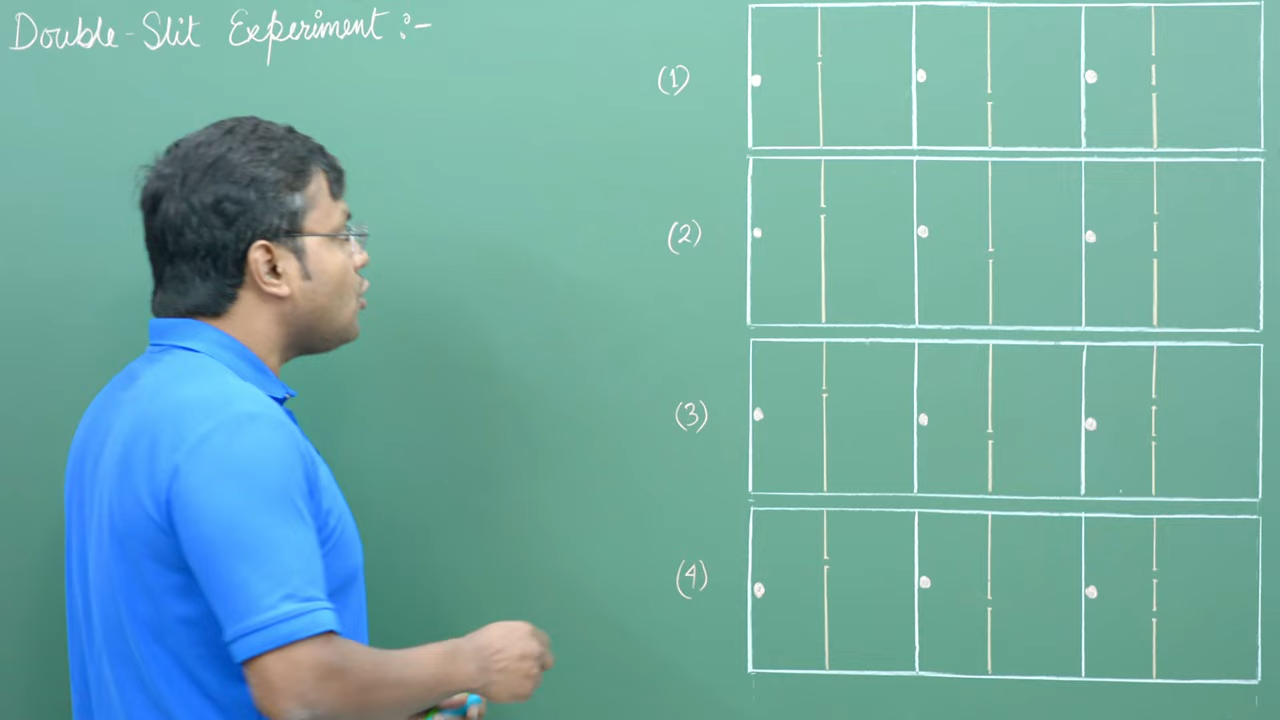 Double-Slit Experiment :-
(1)
(2)
(3)
(4)